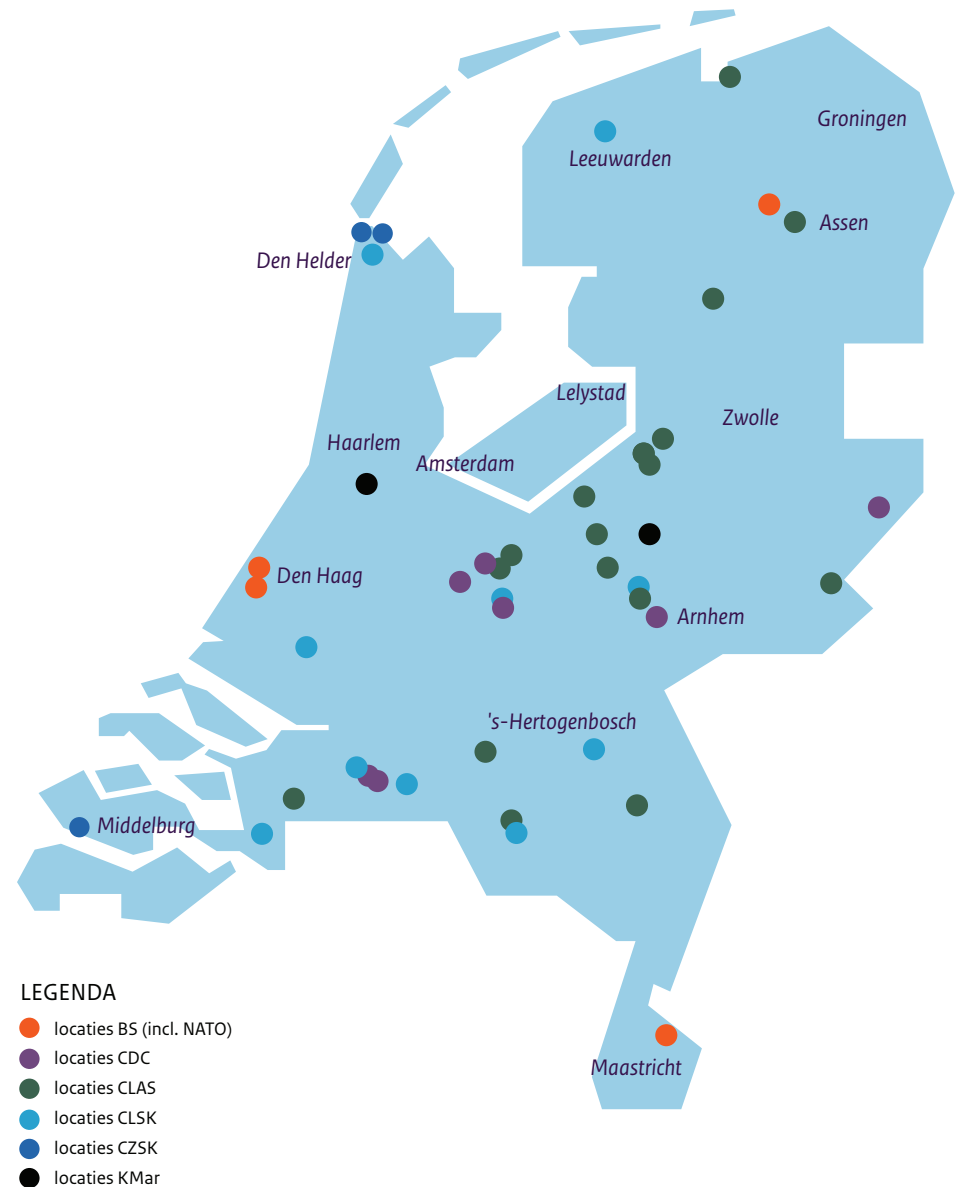 Groningen
Leeuwarden
Assen
Den Helder
Lelystad
Zwolle
Haarlem
Amsterdam
Den Haag
Arnhem
's-Hertogenbosch
Middelburg
Maastricht
LEGENDA
locaties BS (incl. NATO)
locaties CDC
locaties CLAS
locaties CLSK
locaties CZSK
locaties KMar